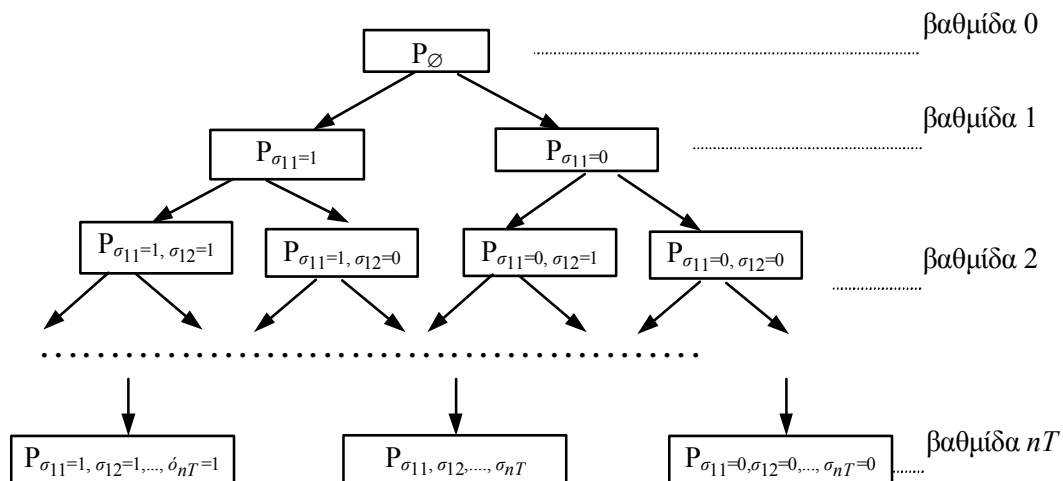 βαθμίδα 0
P∅
βαθμίδα 1
Pσ11=1
Pσ11=0
Pσ11=1, σ12=1
Pσ11=1, σ12=0
Pσ11=0, σ12=1
Pσ11=0, σ12=0
βαθμίδα 2
Pσ11=1, σ12=1,..., όnT=1
Pσ11, σ12,...., σnT
Pσ11=0,σ12=0,..., σnT=0
βαθμίδα nT